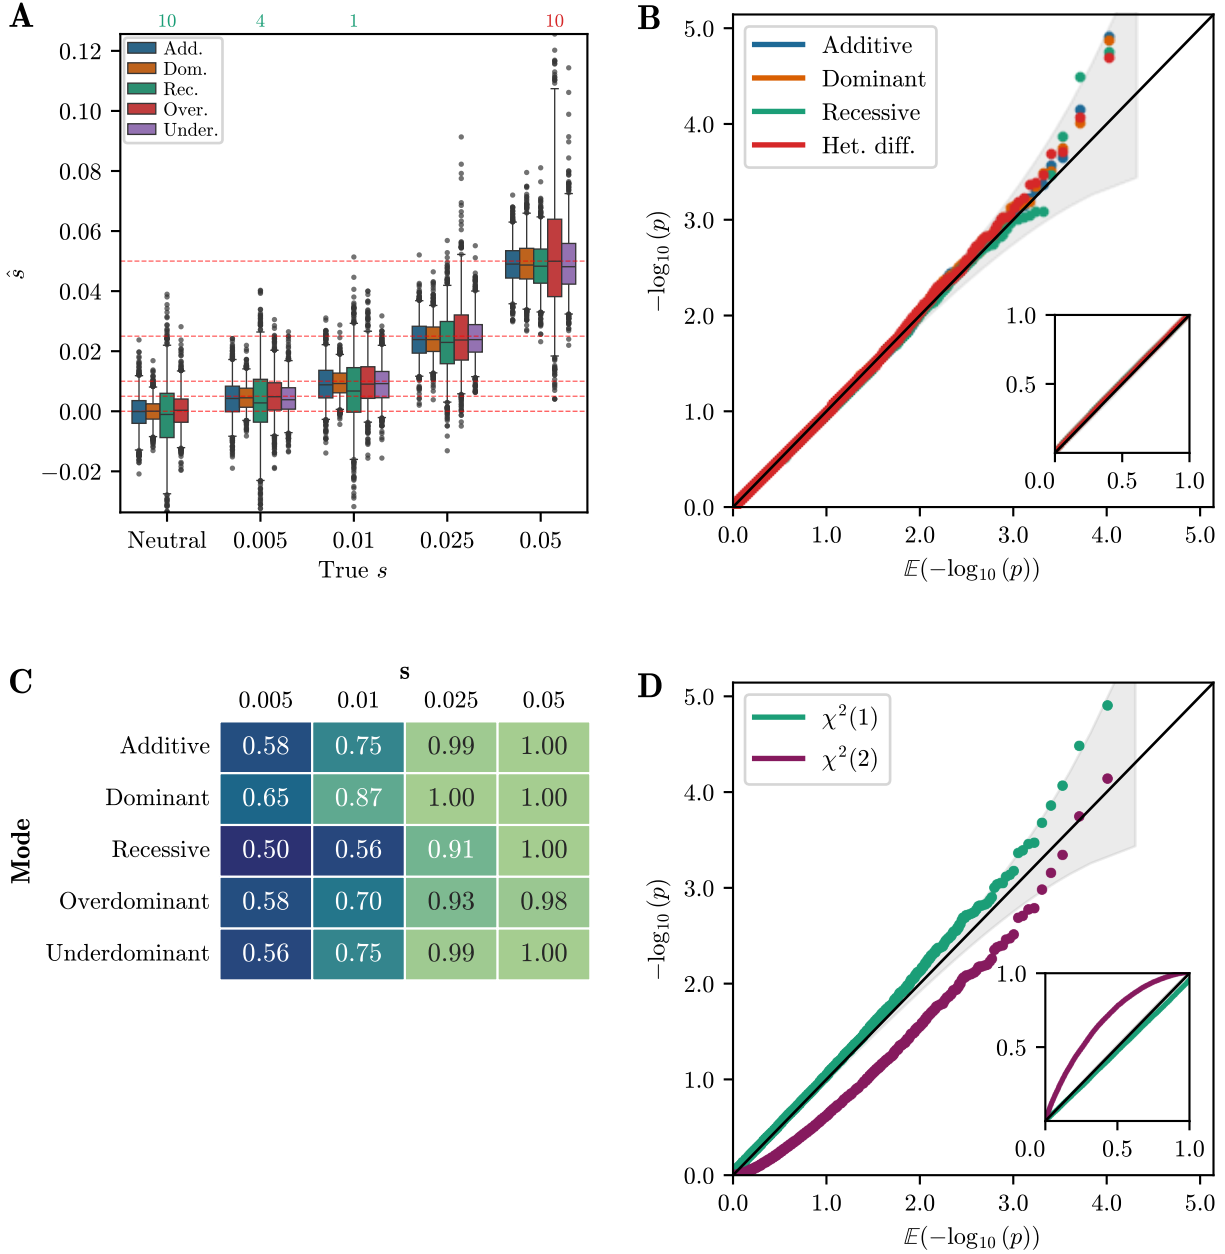 A
10 4 1 10
0.12
0.10
0.08
0.06
0.04
0.02
0.00
−0.02
ŝ
Add.
Dom.
Rec.
Over.
Under.
Neutral 0.005 0.01 0.025 0.05
True s
B
5.0
4.0
3.0
2.0
1.0
0.0
−log10 (p)
Additive
Dominant
Recessive
Het. diff.
1.0
0.5
0.0 0.5 1.0
0.0 1.0 2.0 3.0 4.0 5.0
𝔼(−log10 (p))
C
s
0.005 0.01 0.025 0.05
Mode
Additive 0.58 0.75 0.99 1.00
Dominant 0.65 0.87 1.00 1.00
Recessive 0.50 0.56 0.91 1.00
Overdominant 0.58 0.70 0.93 0.98
Underdominant 0.56 0.75 0.99 1.00
D
5.0
4.0
3.0
2.0
1.0
0.0
−log10 (p)
χ²(1)
χ²(2)
1.0
0.5
0.0 0.5 1.0
0.0 1.0 2.0 3.0 4.0 5.0
𝔼(−log10 (p))